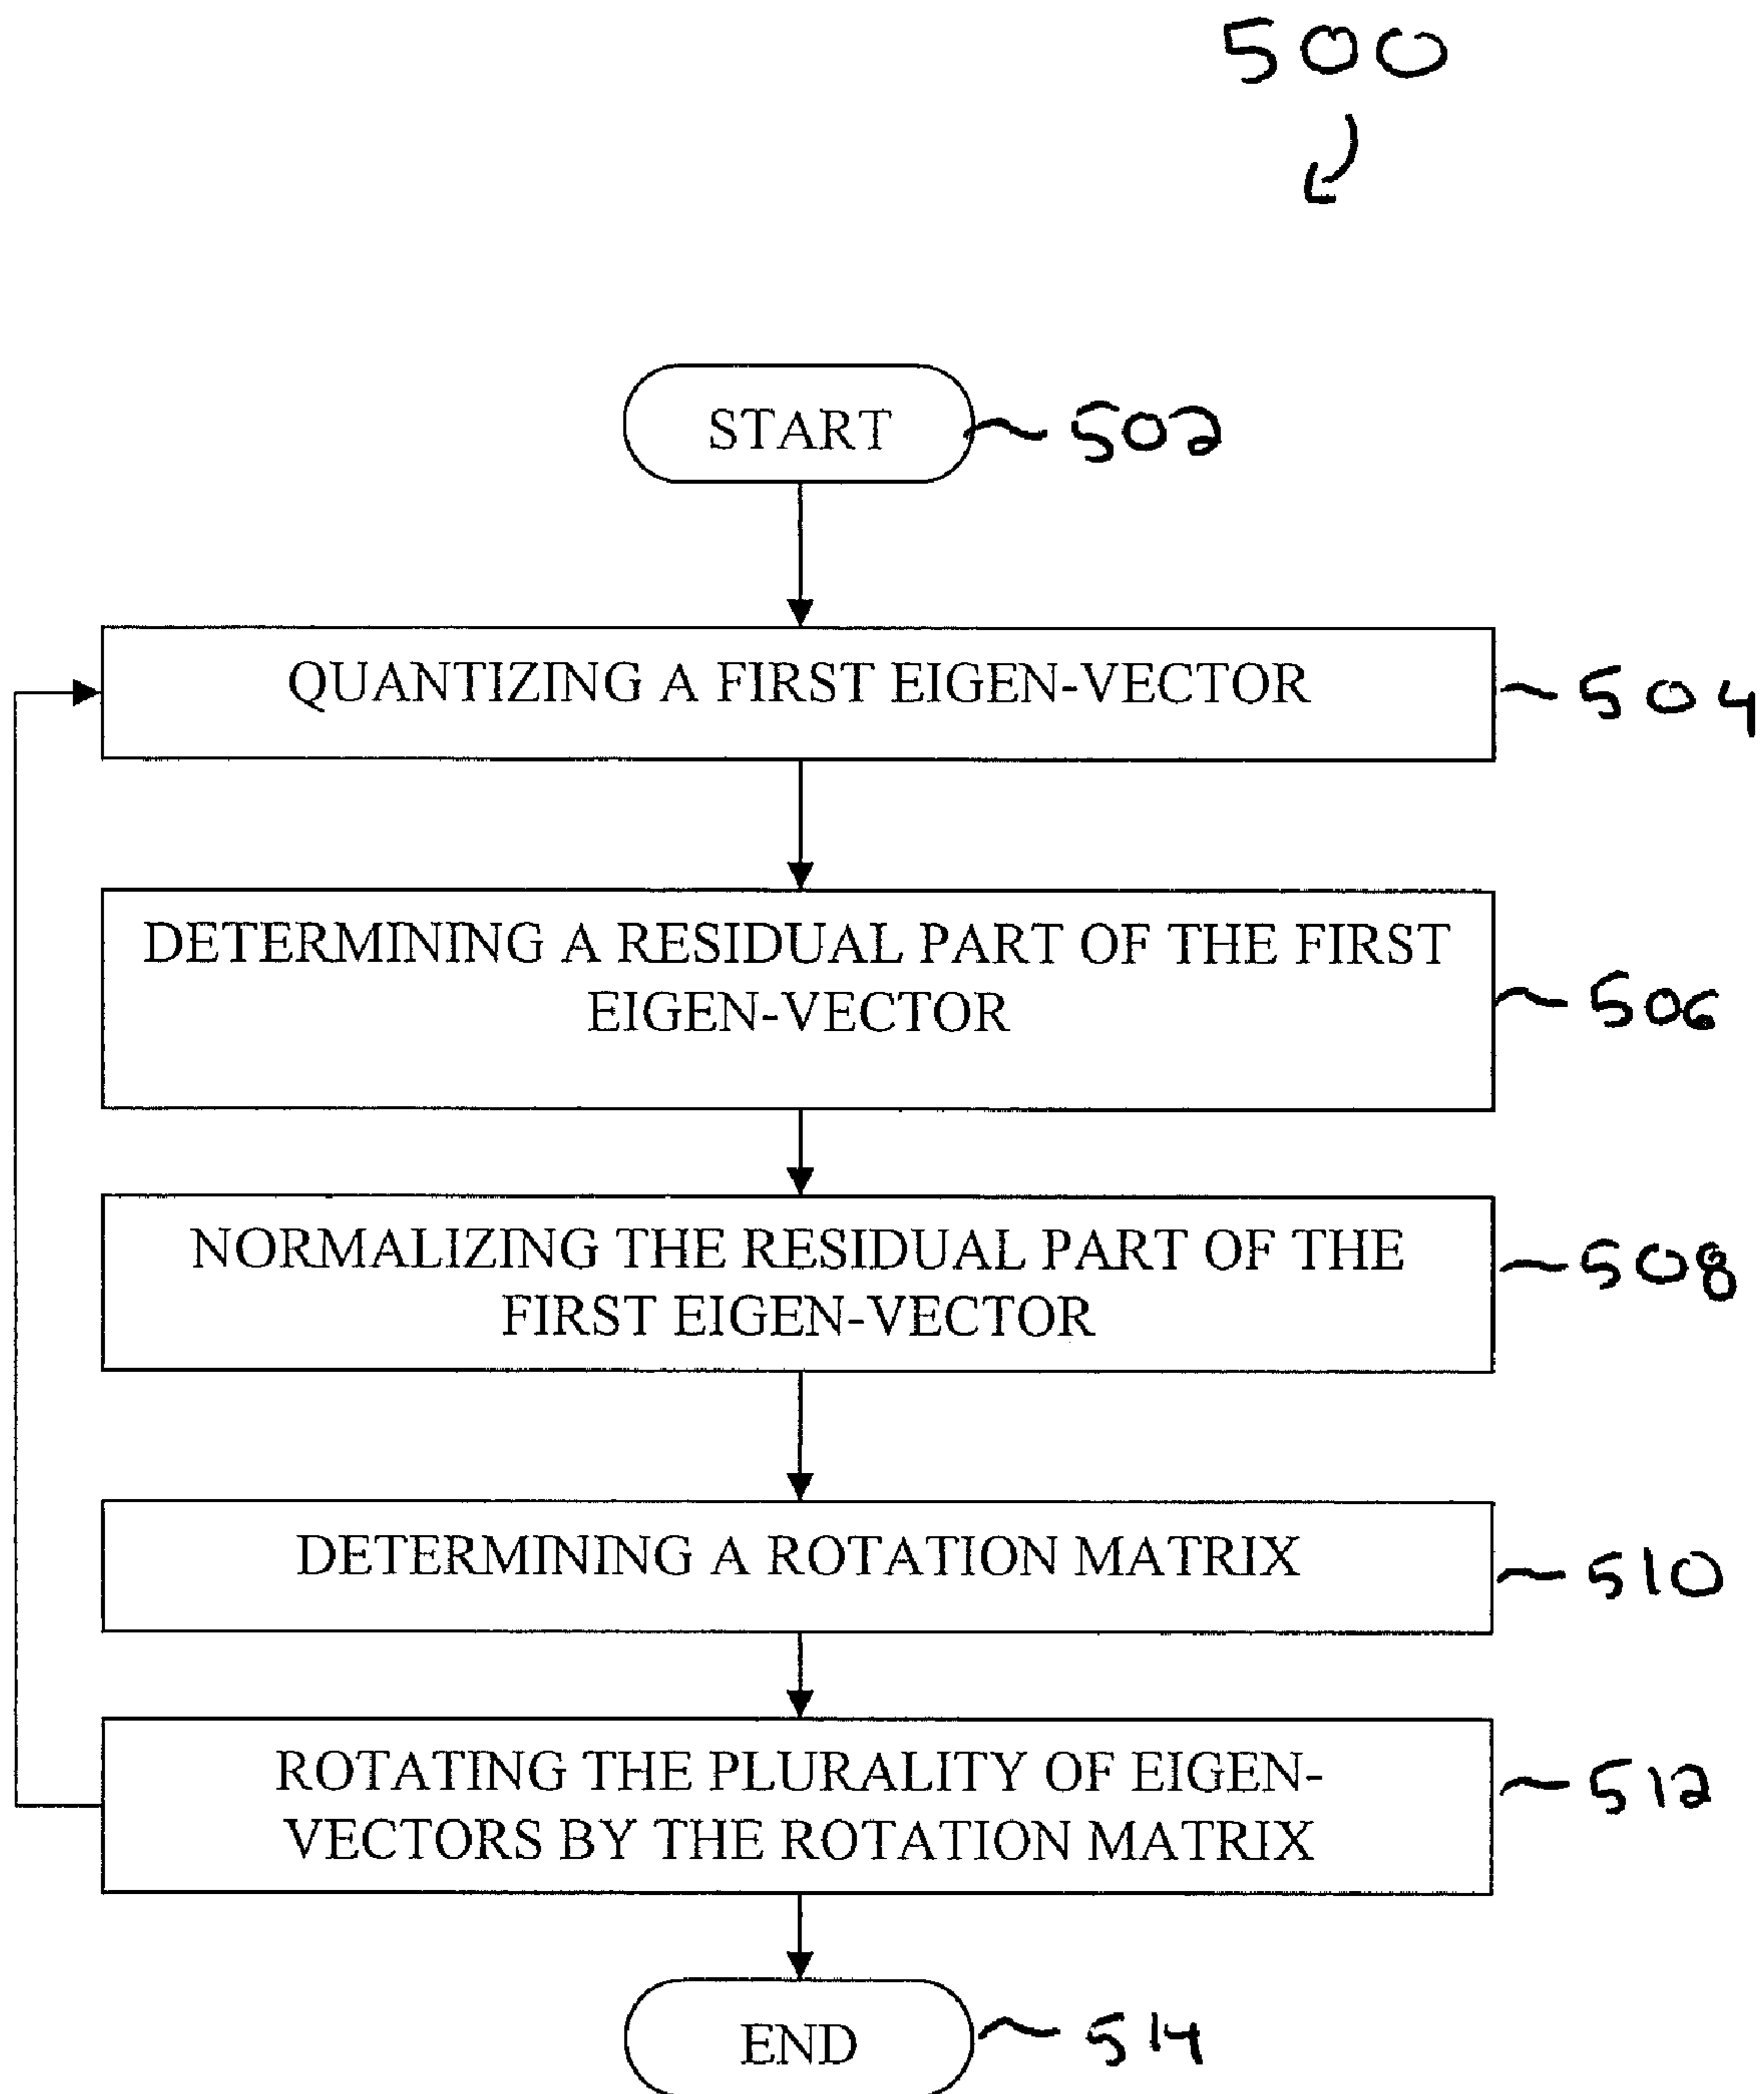 500
START
502
QUANTIZING A FIRST EIGEN-VECTOR
504
DETERMINING A RESIDUAL PART OF THE FIRST
EIGEN-VECTOR
506
NORMALIZING THE RESIDUAL PART OF THE
FIRST EIGEN-VECTOR
508
DETERMINING A ROTATION MATRIX
510
ROTATING THE PLURALITY OF EIGEN-
VECTORS BY THE ROTATION MATRIX
512
END
514